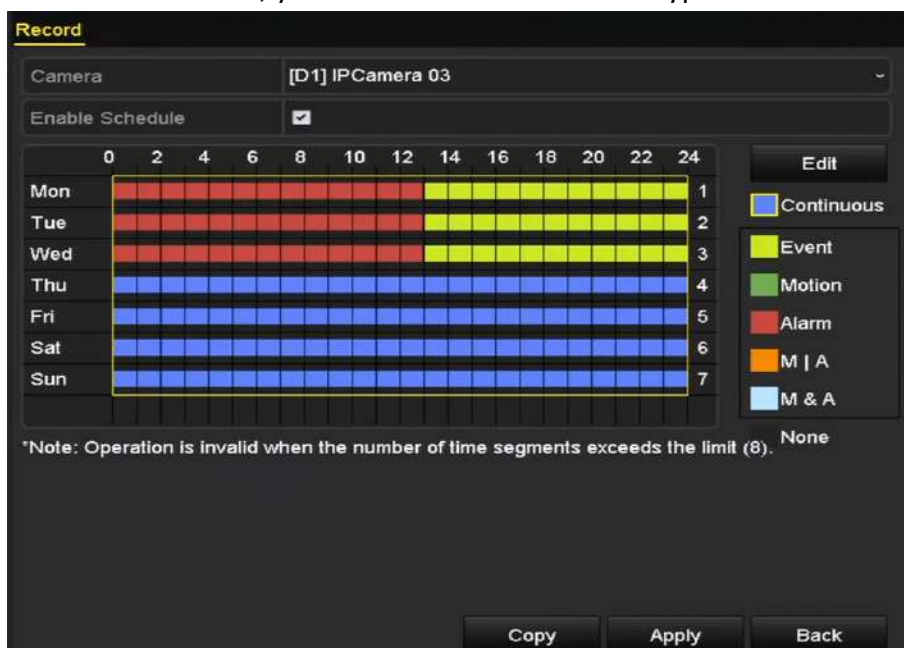 Record
Camera [D1] IPCamera 03
Enable Schedule
0 2 4 6 8 10 12 14 16 18 20 22 24
Edit
Mon 1
Continuous
Tue 2
Wed 3
Event
Thu 4
Motion
Fri 5
Alarm
Sat 6
M | A
Sun 7
M & A
None
*Note: Operation is invalid when the number of time segments exceeds the limit (8).
Copy Apply Back